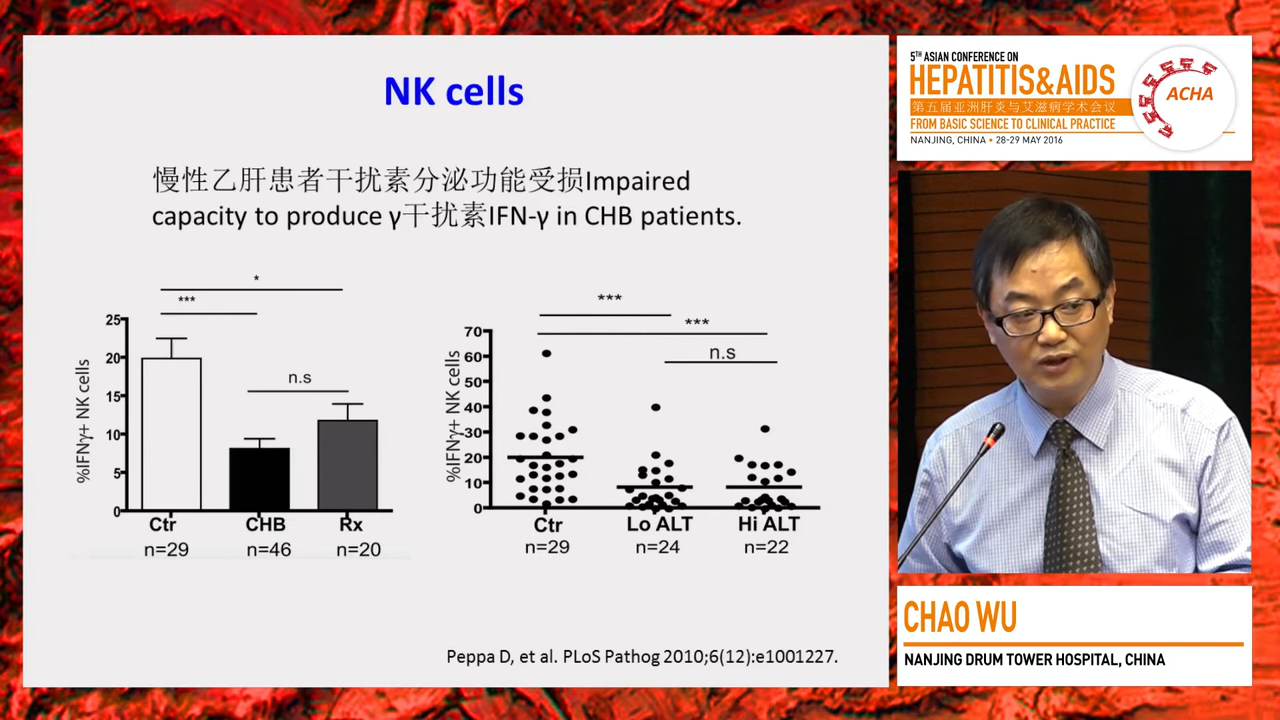 NK cells
慢性乙肝患者干扰素分泌功能受损Impaired
capacity to produce γ干扰素IFN-γ in CHB patients.
*
***
n.s
25
20
15
10
5
0
%IFNγ+ NK cells
Ctr CHB Rx
n=29 n=46 n=20
***
***
n.s
70
60
50
40
30
20
10
0
%IFNγ+ NK cells
Ctr Lo ALT Hi ALT
n=29 n=24 n=22
Peppa D, et al. PLoS Pathog 2010;6(12):e1001227.
5TH ASIAN CONFERENCE ON
HEPATITIS&AIDS
第五届亚洲肝炎与艾滋病学术会议
FROM BASIC SCIENCE TO CLINICAL PRACTICE
NANJING, CHINA • 28-29 MAY 2016
ACHA
CHAO WU
NANJING DRUM TOWER HOSPITAL, CHINA